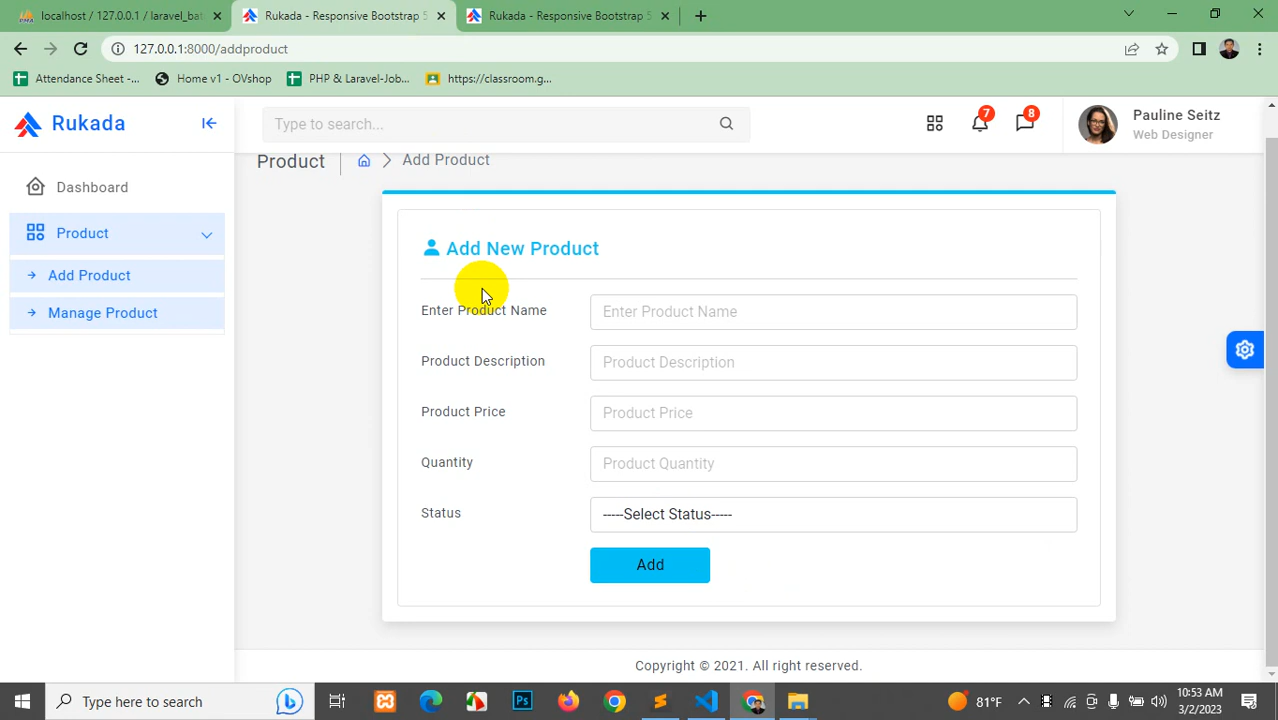 localhost / 127.0.0.1 / laravel_bat
Rukada - Responsive Bootstrap 5
Rukada - Responsive Bootstrap 5
127.0.0.1:8000/addproduct
Attendance Sheet -...
Home v1 - OVshop
PHP & Laravel-Job...
https://classroom.g...
Rukada
Type to search...
7
8
Pauline Seitz
Web Designer
Product
Add Product
Dashboard
Product
Add Product
Manage Product
Add New Product
Enter Product Name
Enter Product Name
Product Description
Product Description
Product Price
Product Price
Quantity
Product Quantity
Status
-----Select Status-----
Add
Copyright © 2021. All right reserved.
Type here to search
Ps
81°F
10:53 AM
3/2/2023